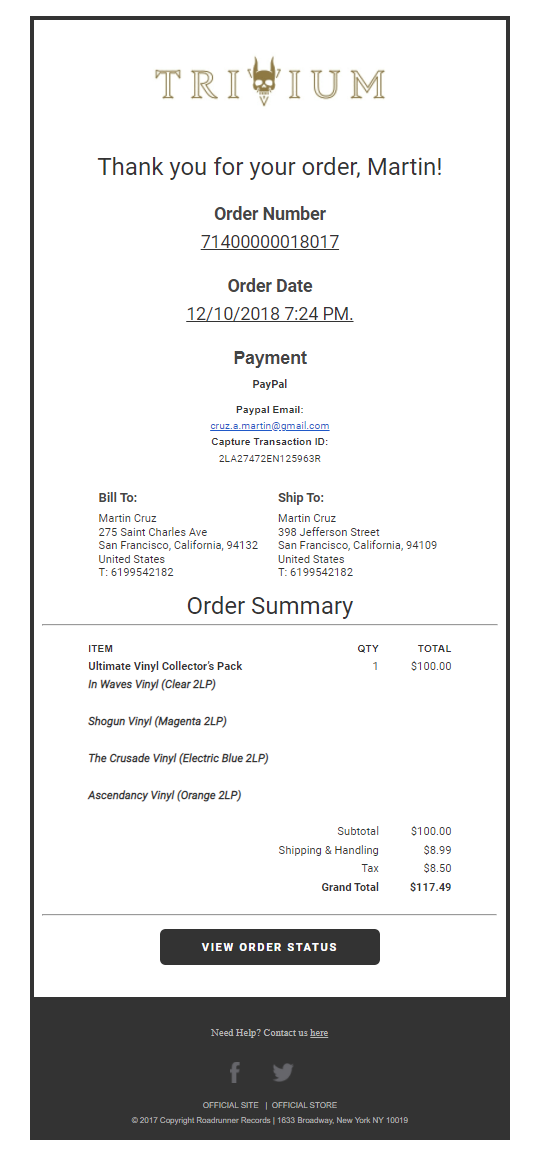 TRIVIUM
Thank you for your order, Martin!
Order Number
71400000018017
Order Date
12/10/2018 7:24 PM.
Payment
PayPal
Paypal Email:
cruz.a.martin@gmail.com
Capture Transaction ID:
2LA27472EN125963R
Bill To:
Martin Cruz
275 Saint Charles Ave
San Francisco, California, 94132
United States
T: 6199542182
Ship To:
Martin Cruz
398 Jefferson Street
San Francisco, California, 94109
United States
T: 6199542182
Order Summary
ITEM QTY TOTAL
Ultimate Vinyl Collector's Pack 1 $100.00
In Waves Vinyl (Clear 2LP)
Shogun Vinyl (Magenta 2LP)
The Crusade Vinyl (Electric Blue 2LP)
Ascendancy Vinyl (Orange 2LP)
Subtotal $100.00
Shipping & Handling $8.99
Tax $8.50
Grand Total $117.49
VIEW ORDER STATUS
Need Help? Contact us here
OFFICIAL SITE | OFFICIAL STORE
© 2017 Copyright Roadrunner Records | 1633 Broadway, New York NY 10019